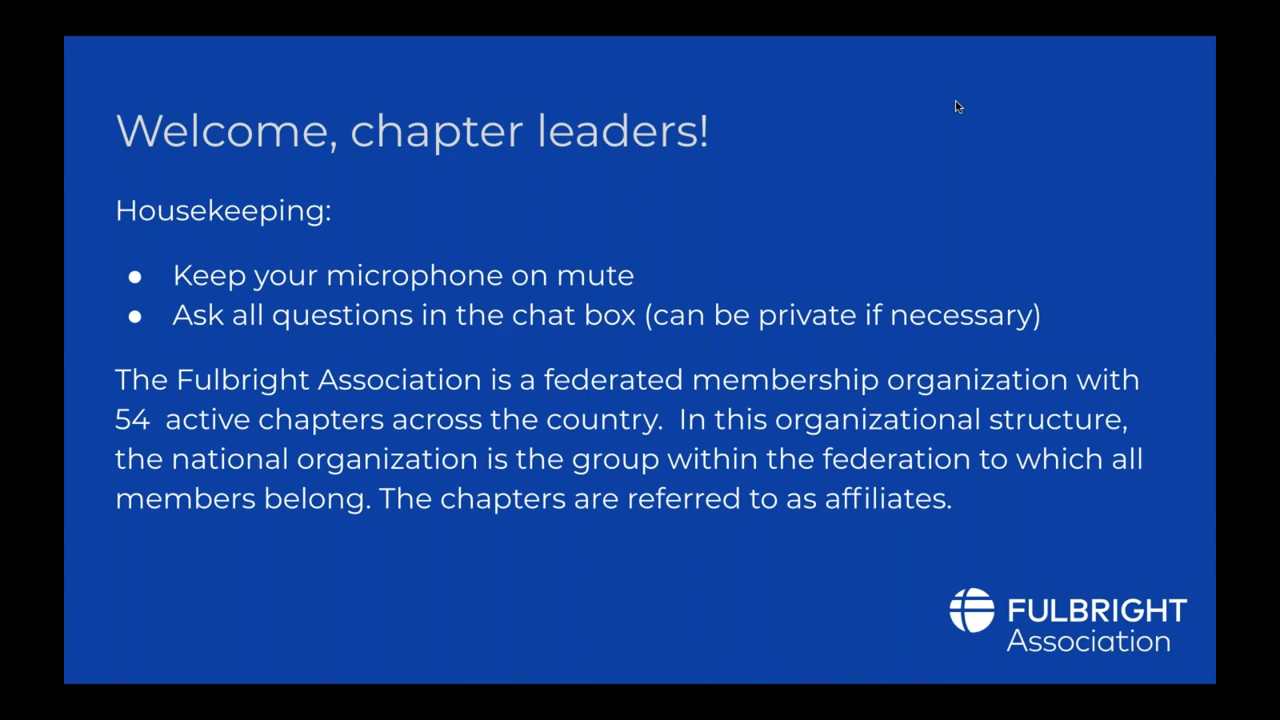 Welcome, chapter leaders!
Housekeeping:
● Keep your microphone on mute
● Ask all questions in the chat box (can be private if necessary)
The Fulbright Association is a federated membership organization with
54  active chapters across the country.  In this organizational structure,
the national organization is the group within the federation to which all
members belong. The chapters are referred to as affiliates.
FULBRIGHT
Association